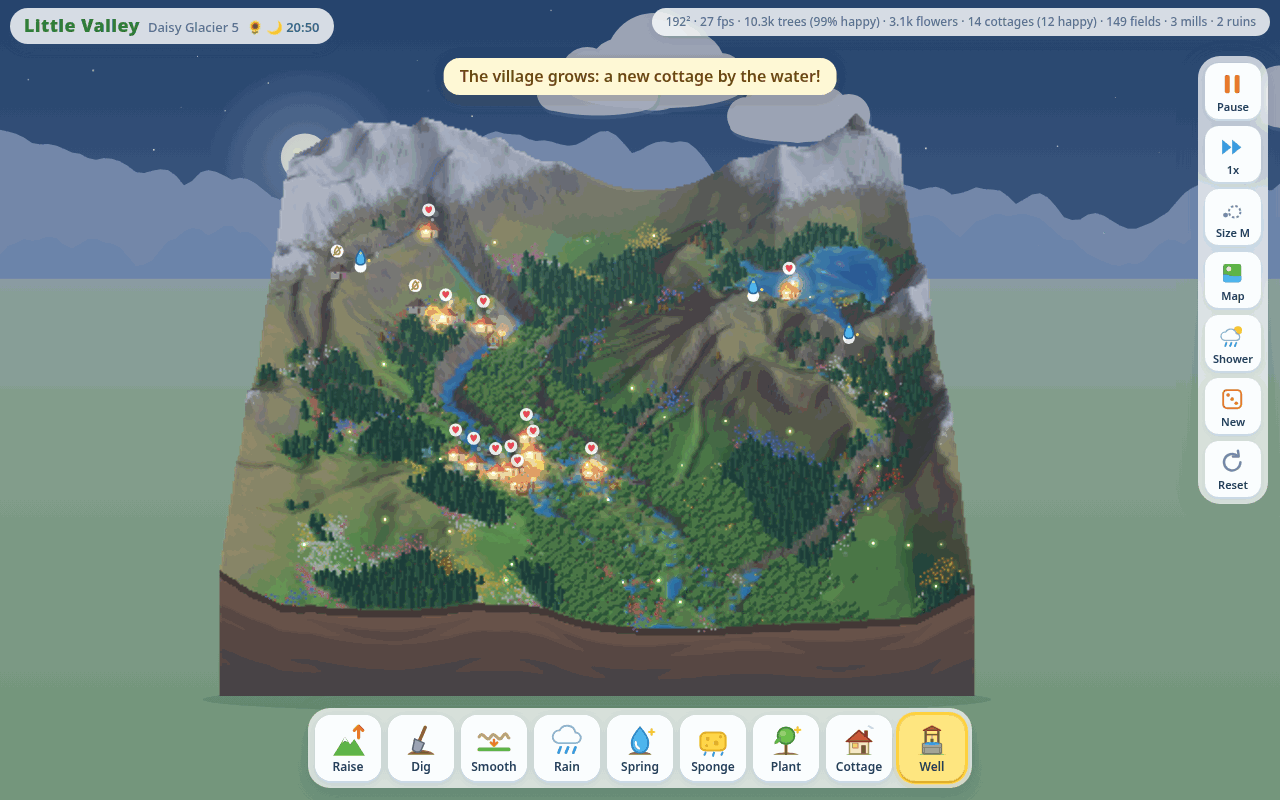 Little Valley Daisy Glacier 5 20:50
192² · 27 fps · 10.3k trees (99% happy) · 3.1k flowers · 14 cottages (12 happy) · 149 fields · 3 mills · 2 ruins
The village grows: a new cottage by the water!
Pause
1x
Size M
Map
Shower
New
Reset
Raise
Dig
Smooth
Rain
Spring
Sponge
Plant
Cottage
Well